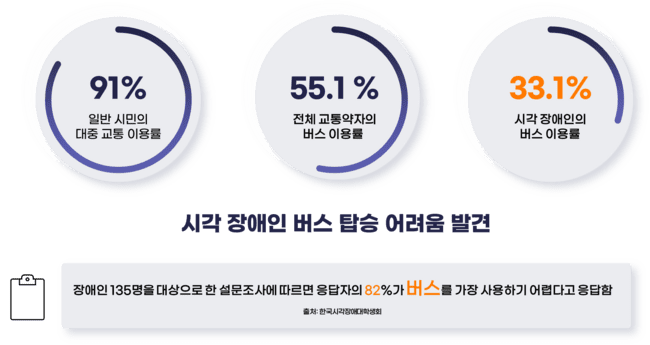 91%
일반 시민의
대중 교통 이용률
55.1 %
전체 교통약자의
버스 이용률
33.1%
시각 장애인의
버스 이용률
시각 장애인 버스 탑승 어려움 발견
장애인 135명을 대상으로 한 설문조사에 따르면 응답자의 82%가 버스를 가장 사용하기 어렵다고 응답함
출처: 한국시각장애대학생회